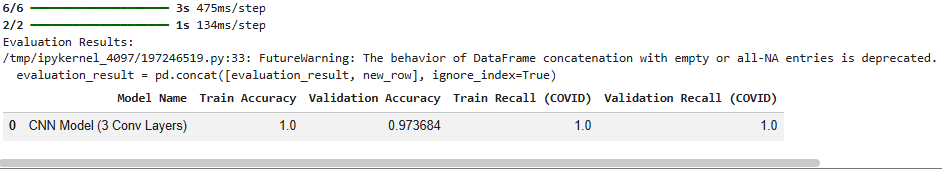 6/6 ━━━━━━━━━━━━━━━━━━━━ 3s 475ms/step
2/2 ━━━━━━━━━━━━━━━━━━━━ 1s 134ms/step
Evaluation Results:
/tmp/ipykernel_4097/197246519.py:33: FutureWarning: The behavior of DataFrame concatenation with empty or all-NA entries is deprecated.
  evaluation_result = pd.concat([evaluation_result, new_row], ignore_index=True)
Model Name Train Accuracy Validation Accuracy Train Recall (COVID) Validation Recall (COVID)
0 CNN Model (3 Conv Layers) 1.0 0.973684 1.0 1.0